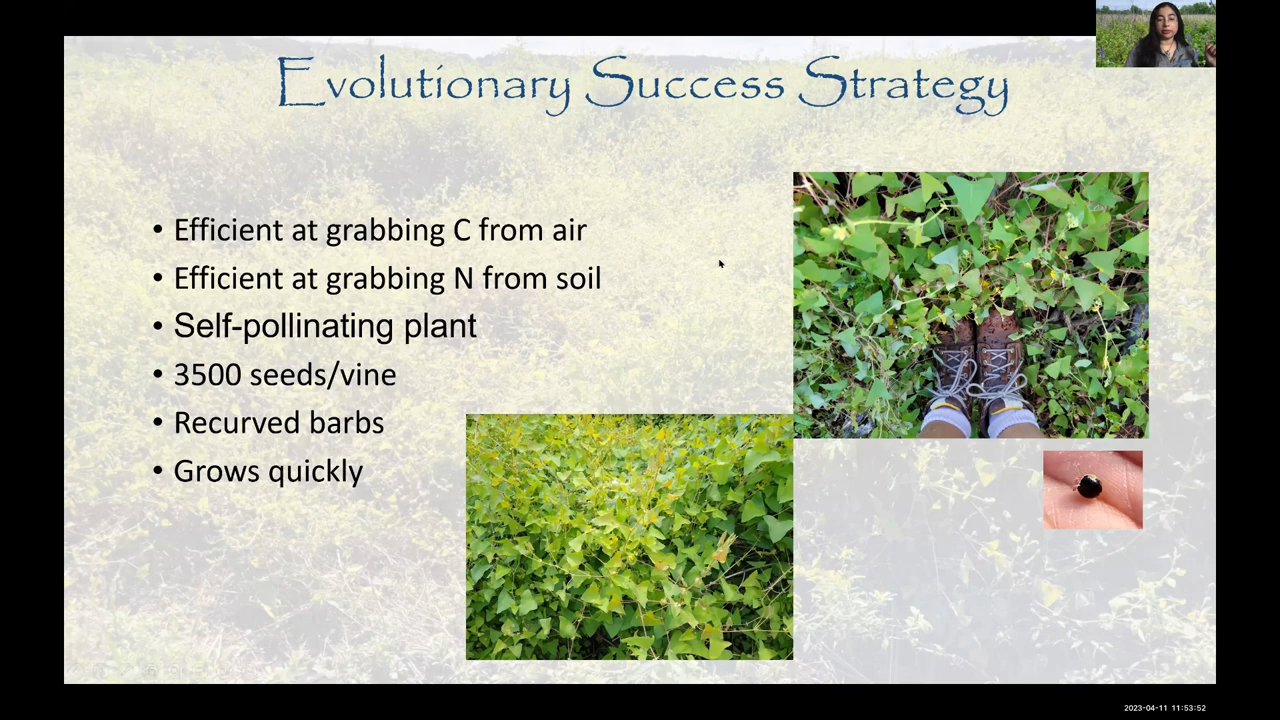 Evolutionary Success Strategy
• Efficient at grabbing C from air
• Efficient at grabbing N from soil
• Self-pollinating plant
• 3500 seeds/vine
• Recurved barbs
• Grows quickly
2023-04-11 11:53:52